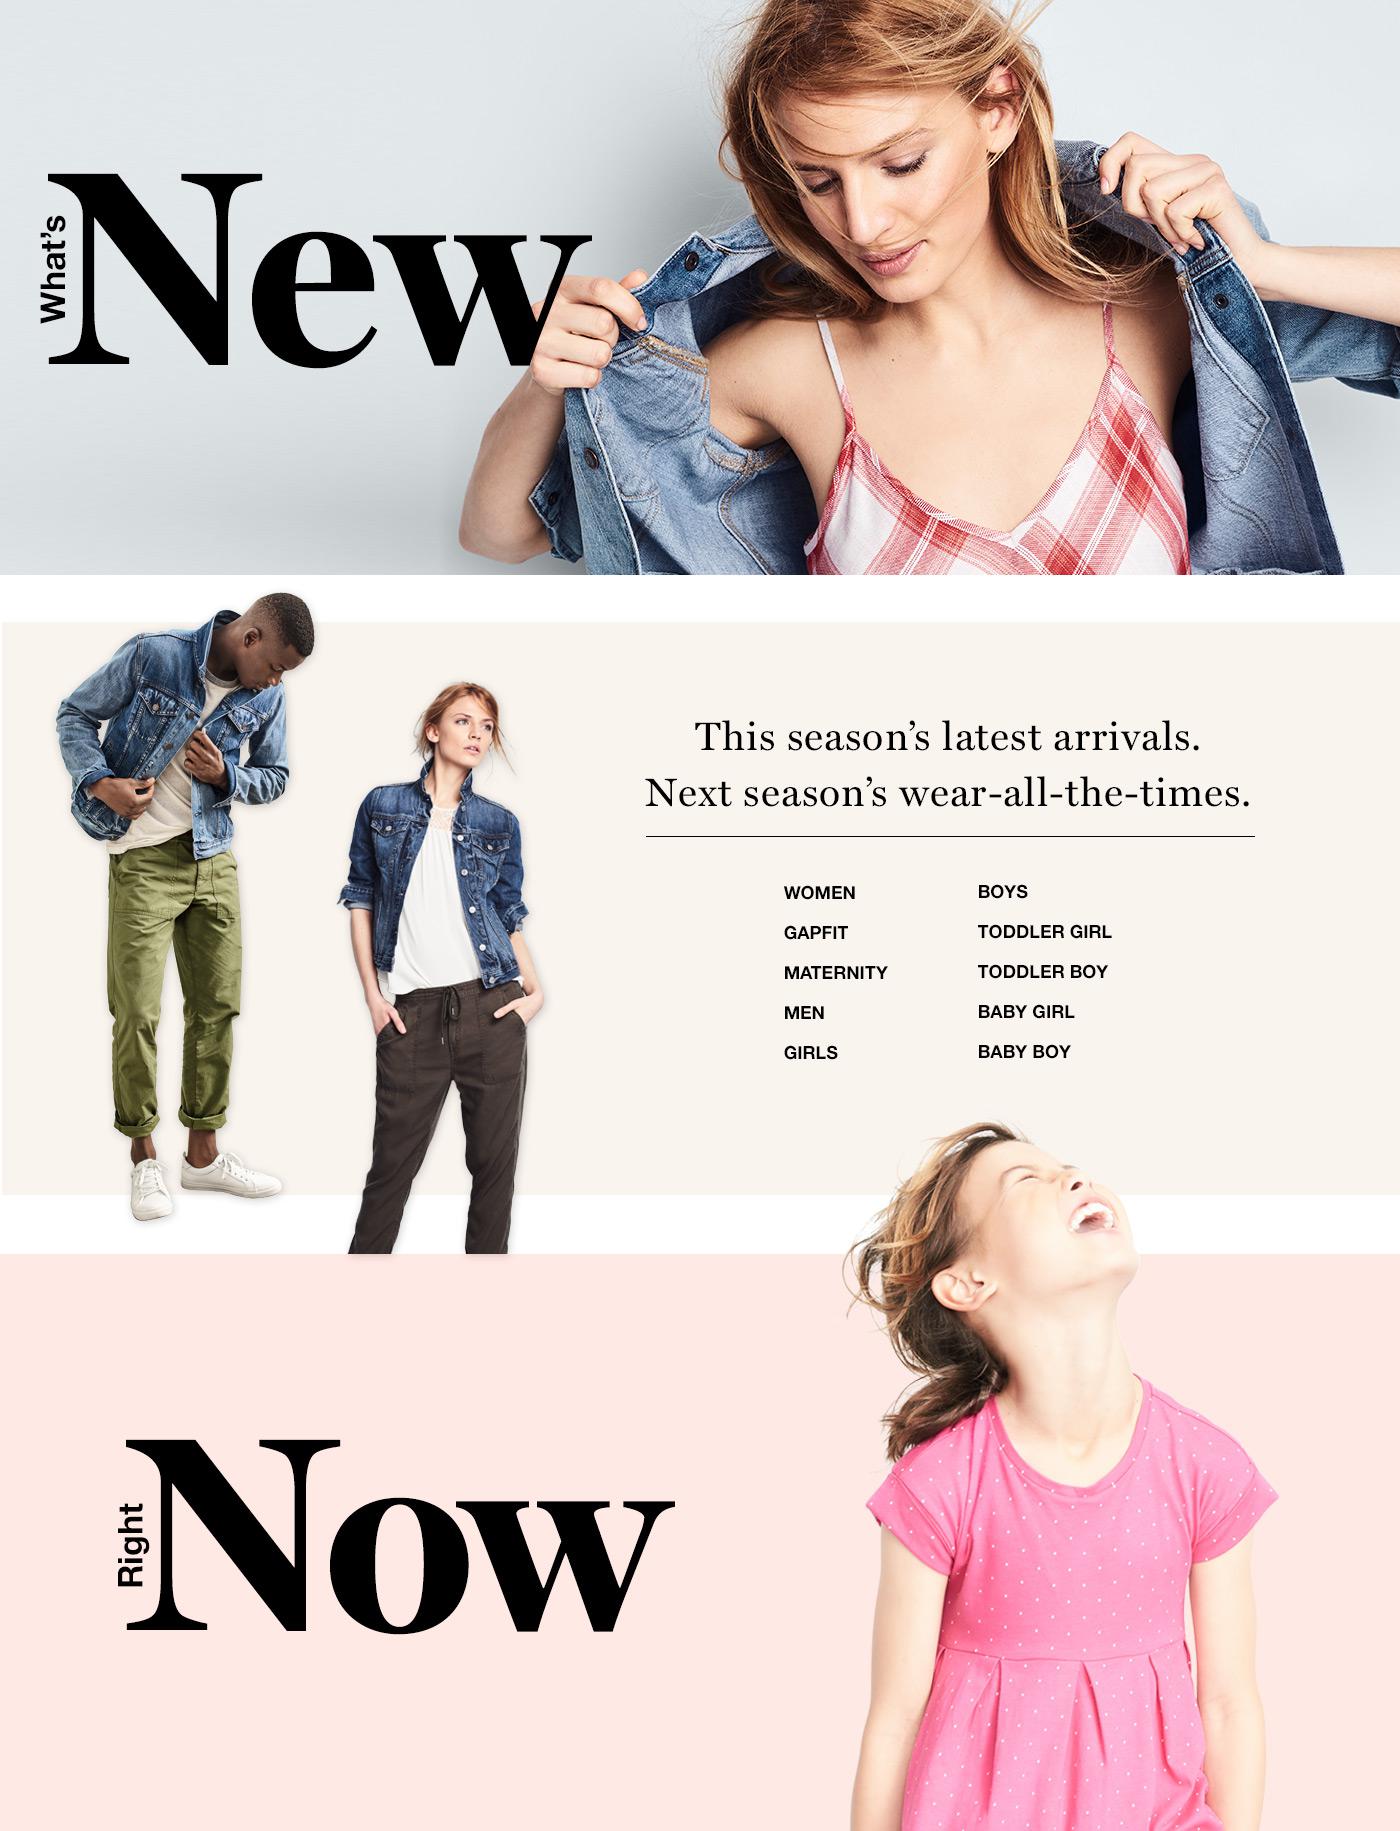 What's
New
This season's latest arrivals.
Next season's wear-all-the-times.
WOMEN
GAPFIT
MATERNITY
MEN
GIRLS
BOYS
TODDLER GIRL
TODDLER BOY
BABY GIRL
BABY BOY
Right
Now